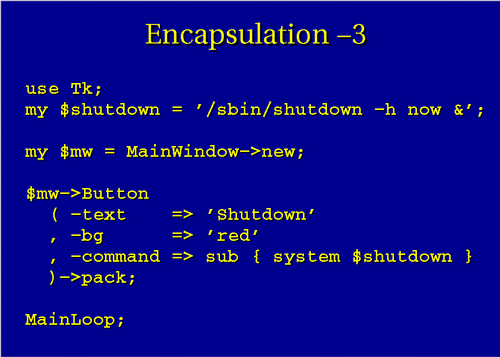 Encapsulation –3
use Tk;
my $shutdown = ’/sbin/shutdown –h now &’;
my $mw = MainWindow–>new;
$mw–>Button
( –text => ’Shutdown’
, –bg => ’red’
, –command => sub { system $shutdown }
)–>pack;
MainLoop;